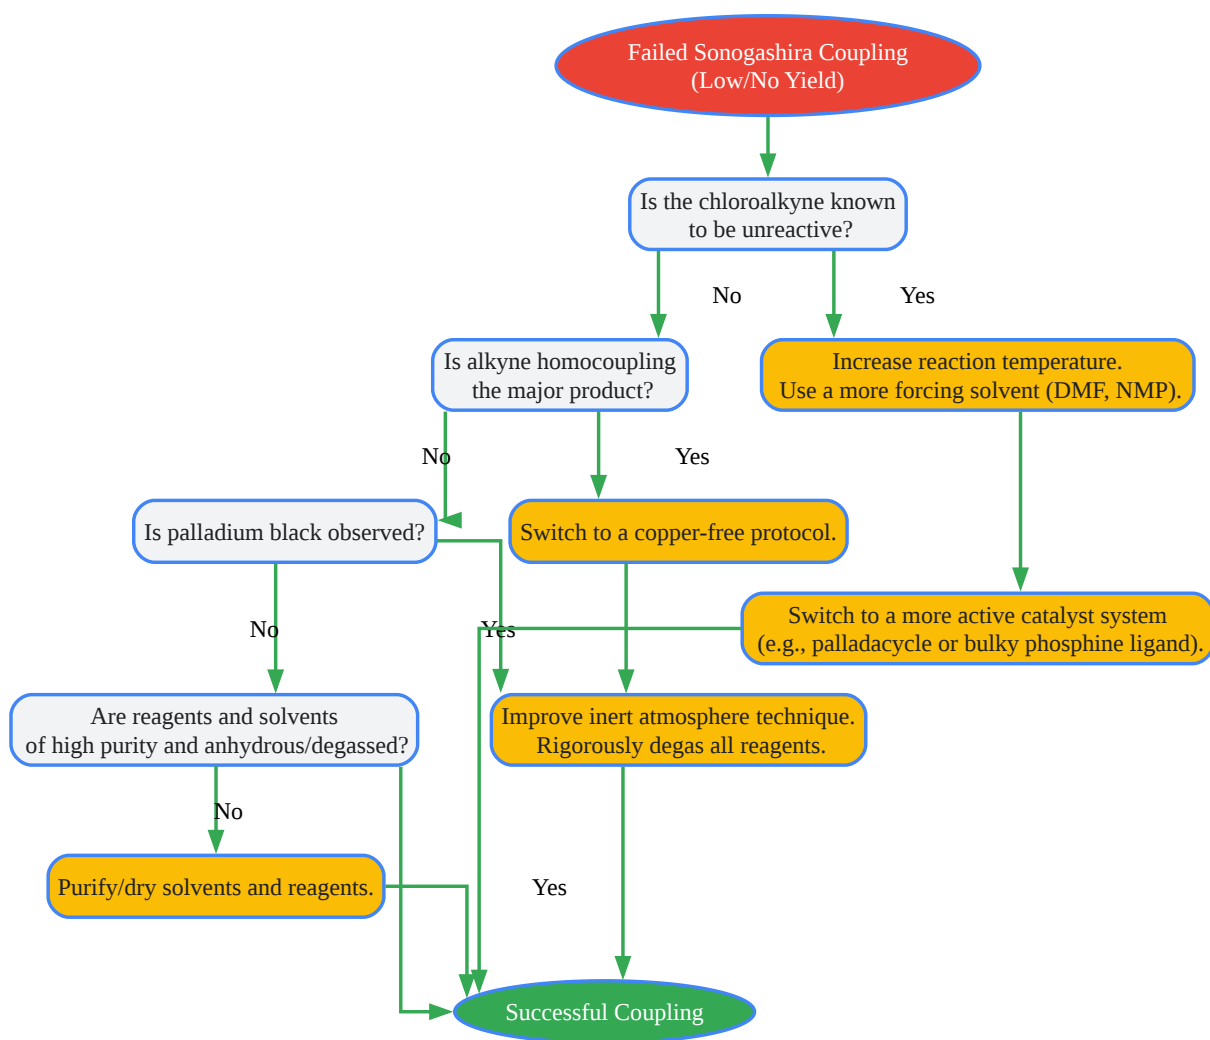 Failed Sonogashira Coupling
(Low/No Yield)
Is the chloroalkyne known
to be unreactive?
No
Yes
Is alkyne homocoupling
the major product?
Increase reaction temperature.
Use a more forcing solvent (DMF, NMP).
No
Yes
Is palladium black observed?
Switch to a copper-free protocol.
No
Yes
Switch to a more active catalyst system
(e.g., palladacycle or bulky phosphine ligand).
Are reagents and solvents
of high purity and anhydrous/degassed?
Improve inert atmosphere technique.
Rigorously degas all reagents.
No
Purify/dry solvents and reagents.
Yes
Successful Coupling